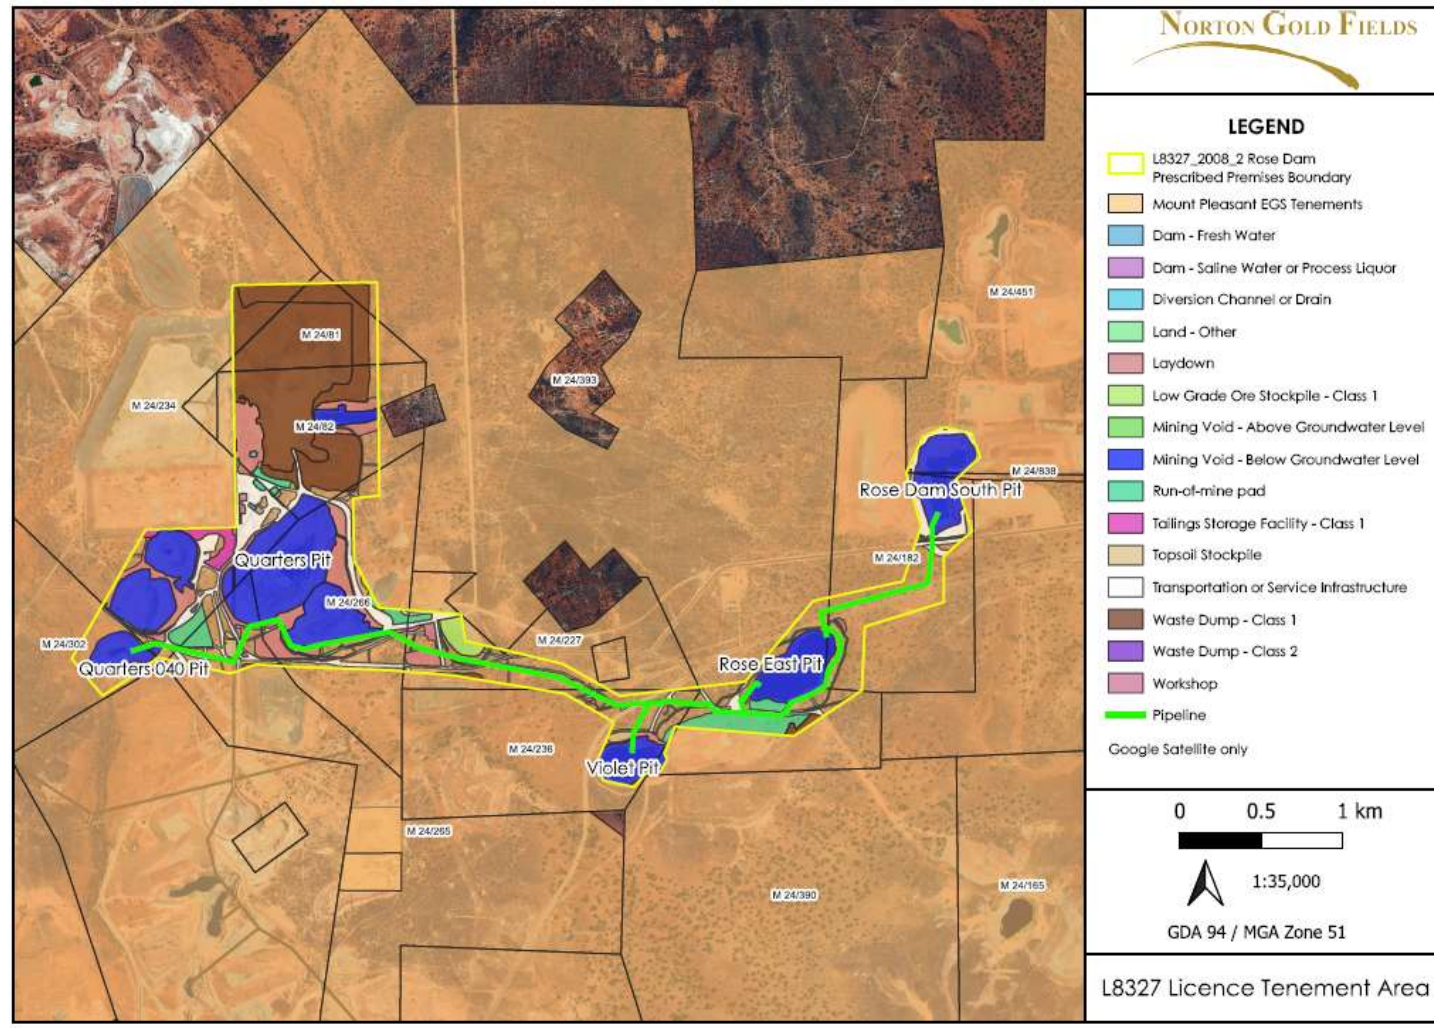 NORTON GOLD FIELDS
LEGEND
L8327_2008_2 Rose Dam
Prescribed Premises Boundary
Mount Pleasant EGS Tenements
Dam - Fresh Water
Dam - Saline Water or Process Liquor
Diversion Channel or Drain
Land - Other
Laydown
Low Grade Ore Stockpile - Class 1
Mining Void - Above Groundwater Level
Mining Void - Below Groundwater Level
Run-of-mine pad
Tailings Storage Facility - Class 1
Topsoil Stockpile
Transportation or Service Infrastructure
Waste Dump - Class 1
Waste Dump - Class 2
Workshop
Pipeline
Google Satellite only
0 0.5 1 km
1:35,000
GDA 94 / MGA Zone 51
L8327 Licence Tenement Area
M 24/451
M 24/81
M 24/393
M 24/234
M 24/82
M 24/838
Rose Dam South Pit
Quarters Pit
M 24/182
M 24/266
M 24/302
M 24/227
Quarters 040 Pit
Rose East Pit
M 24/236
Violet Pit
M 24/265
M 24/390
M 24/165